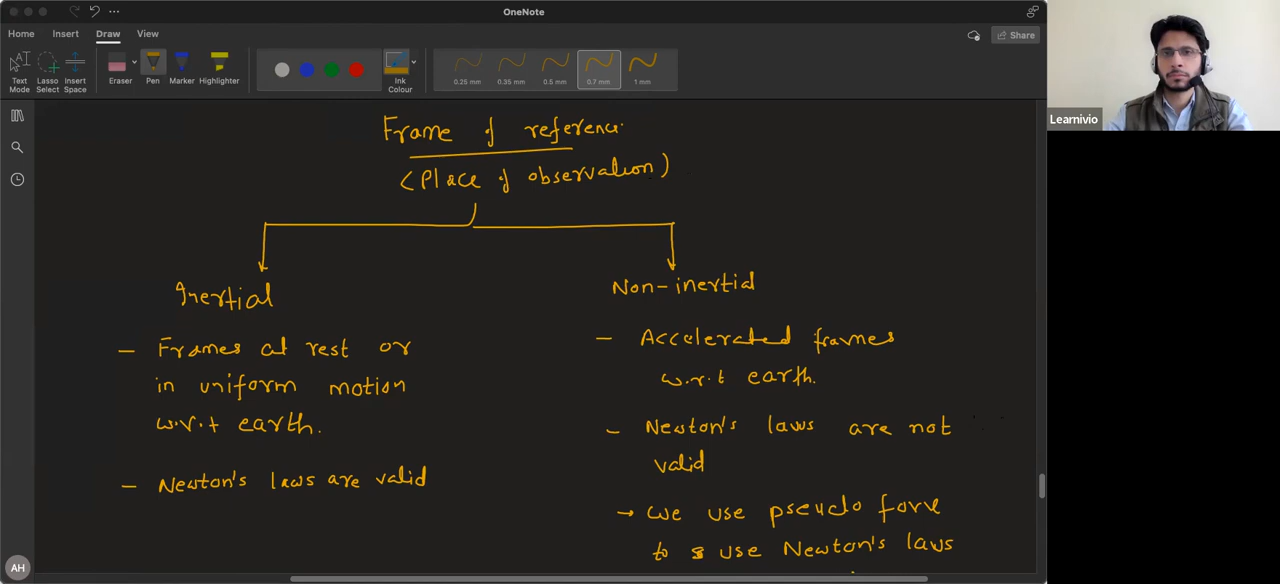 OneNote
Home Insert Draw View
Share
Text Mode
Lasso Select
Insert Space
Eraser
Pen
Marker
Highlighter
Ink Colour
0.25 mm
0.35 mm
0.5 mm
0.7 mm
1 mm
Learnivio
Frame of reference
(Place of observation)
Inertial
- Frames at rest or
in uniform motion
w.r.t earth.
- Newton's laws are valid
Non-inertial
- Accelerated frames
w.r.t earth.
- Newton's laws are not
valid
→ We use pseudo force
to use Newton's laws
AH